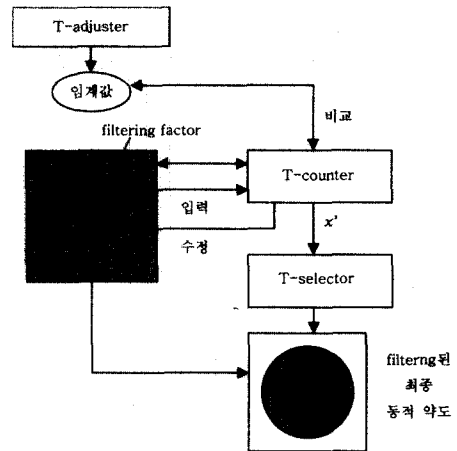 T-adjuster
임계값
비교
filtering factor
T-counter
입력
수정
x'
T-selector
filterng된
최종
동적 약도